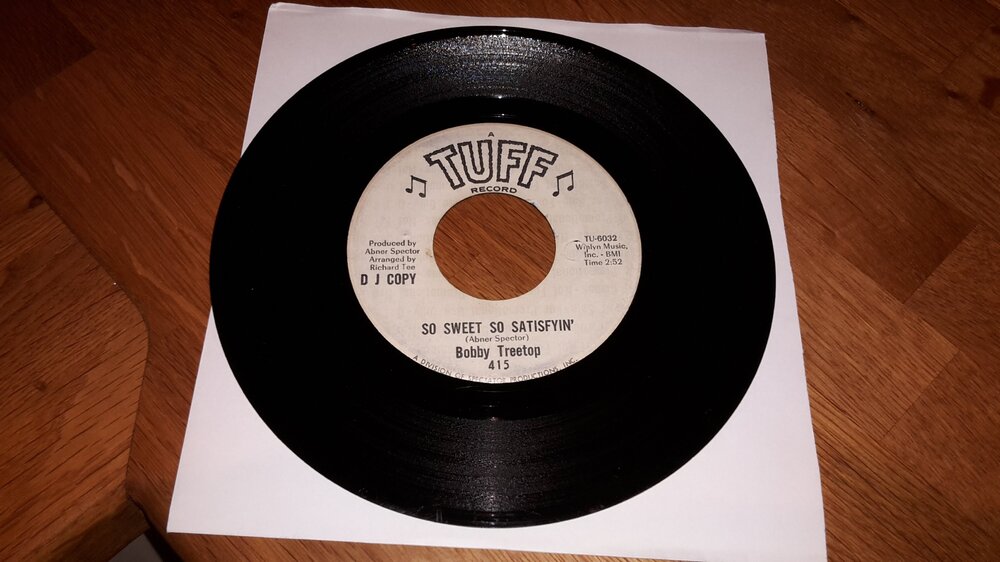 A
TUFF
RECORD
Produced by
Abner Spector
Arranged by
Richard Tee
D J COPY
TU-6032
Winlyn Music,
Inc. - BMI
Time 2:52
SO SWEET SO SATISFYIN'
(Abner Spector)
Bobby Treetop
415
A DIVISION OF SPECTATOR PRODUCTIONS, INC.